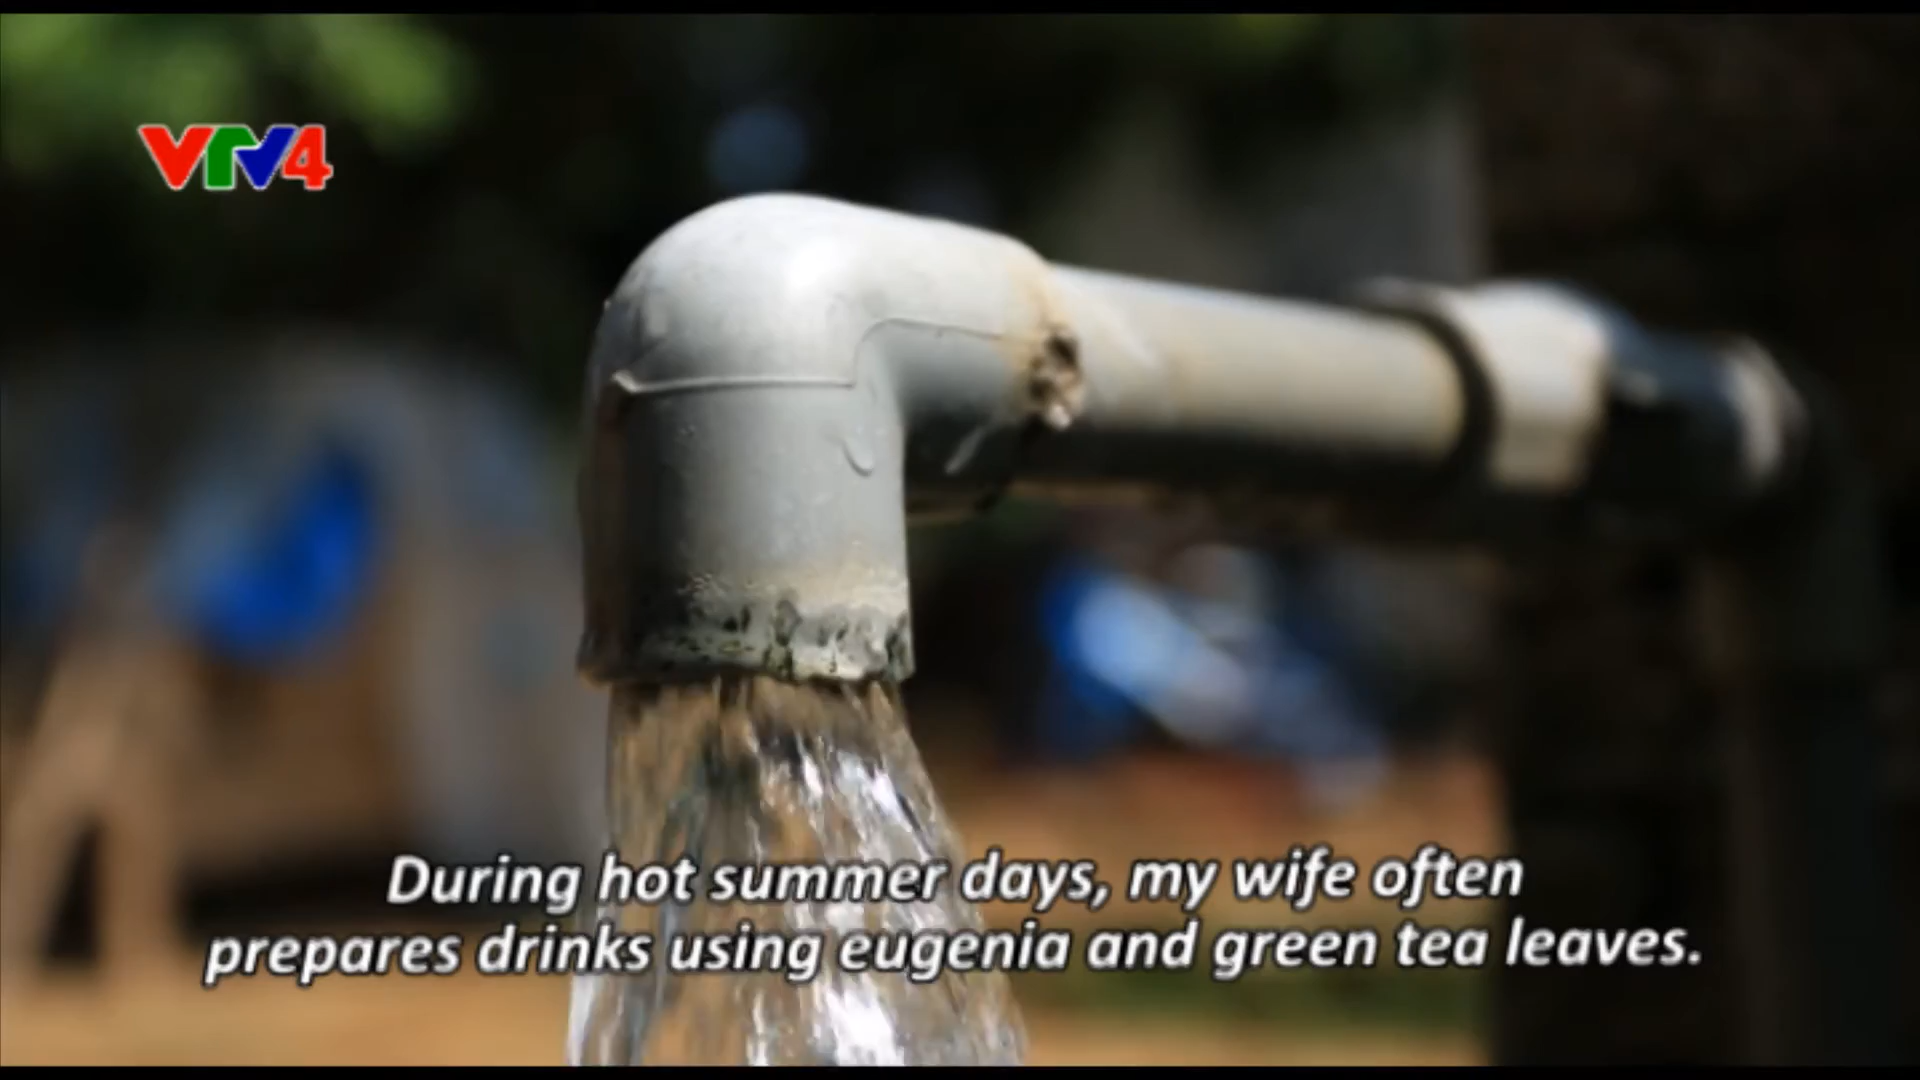 VTV4
During hot summer days, my wife often
prepares drinks using eugenia and green tea leaves.